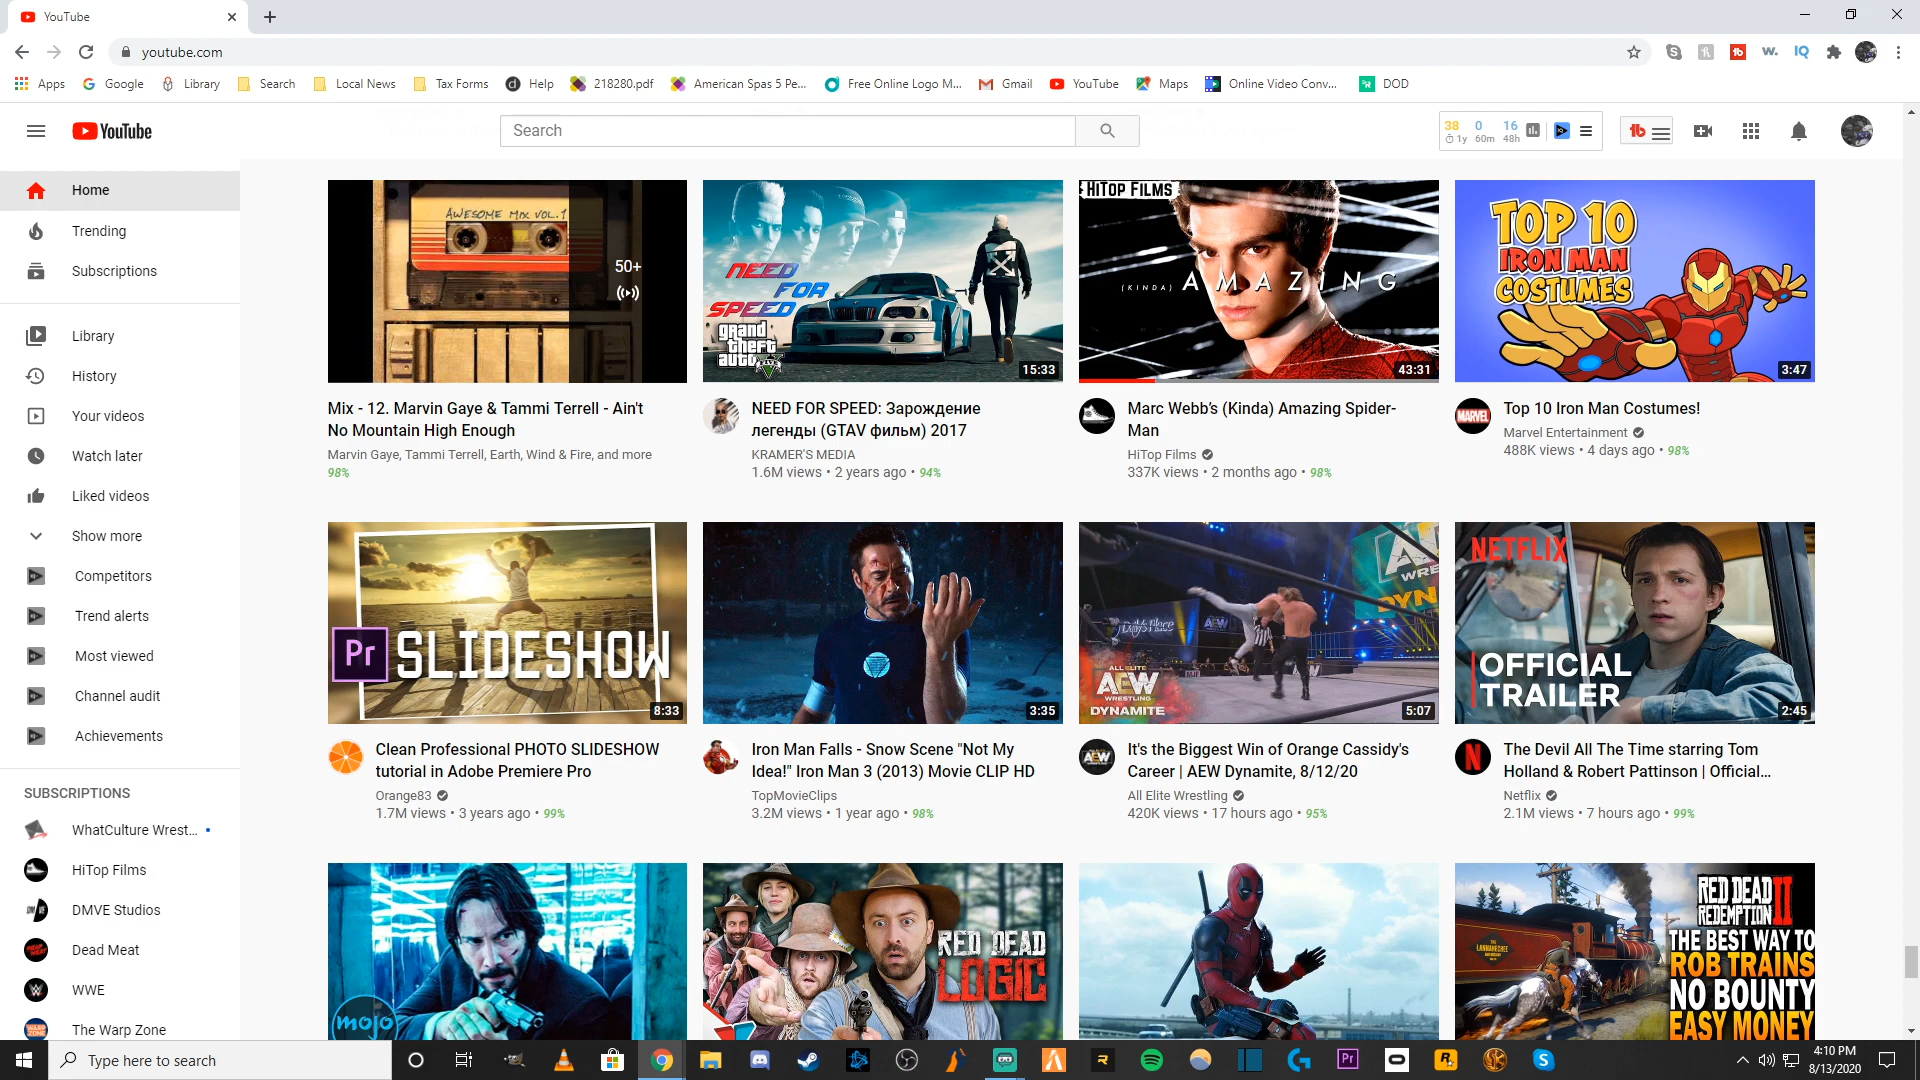 YouTube
youtube.com
Apps
Google
Library
Search
Local News
Tax Forms
Help
218280.pdf
American Spas 5 Pe...
Free Online Logo M...
Gmail
YouTube
Maps
Online Video Conv...
DOD
YouTube
Search
38 0 16
1y 60m 48h
Home
Trending
Subscriptions
Library
History
Your videos
Watch later
Liked videos
Show more
Competitors
Trend alerts
Most viewed
Channel audit
Achievements
SUBSCRIPTIONS
WhatCulture Wrest...
HiTop Films
DMVE Studios
Dead Meat
WWE
The Warp Zone
AWESOME MIX VOL.1
50+
Mix - 12. Marvin Gaye & Tammi Terrell - Ain't
No Mountain High Enough
Marvin Gaye, Tammi Terrell, Earth, Wind & Fire, and more
98%
NEED
FOR
SPEED
grand
theft
auto
15:33
NEED FOR SPEED: Зарождение
легенды (GTAV фильм) 2017
KRAMER'S MEDIA
1.6M views • 2 years ago • 94%
HiTop Films
(KINDA) AMAZING
43:31
Marc Webb’s (Kinda) Amazing Spider-
Man
HiTop Films
337K views • 2 months ago • 98%
TOP 10
IRON MAN
COSTUMES
3:47
MARVEL
Top 10 Iron Man Costumes!
Marvel Entertainment
488K views • 4 days ago • 98%
Pr SLIDESHOW
8:33
Clean Professional PHOTO SLIDESHOW
tutorial in Adobe Premiere Pro
Orange83
1.7M views • 3 years ago • 99%
3:35
Iron Man Falls - Snow Scene "Not My
Idea!" Iron Man 3 (2013) Movie CLIP HD
TopMovieClips
3.2M views • 1 year ago • 98%
ALL ELITE
AEW
WRESTLING
DYNAMITE
5:07
It's the Biggest Win of Orange Cassidy's
Career | AEW Dynamite, 8/12/20
All Elite Wrestling
420K views • 17 hours ago • 95%
NETFLIX
OFFICIAL
TRAILER
2:45
The Devil All The Time starring Tom
Holland & Robert Pattinson | Official...
Netflix
2.1M views • 7 hours ago • 99%
mojo
RED DEAD
LOGIC
RED DEAD
REDEMPTION II
THE BEST WAY TO
ROB TRAINS
NO BOUNTY
EASY MONEY
Type here to search
4:10 PM
8/13/2020